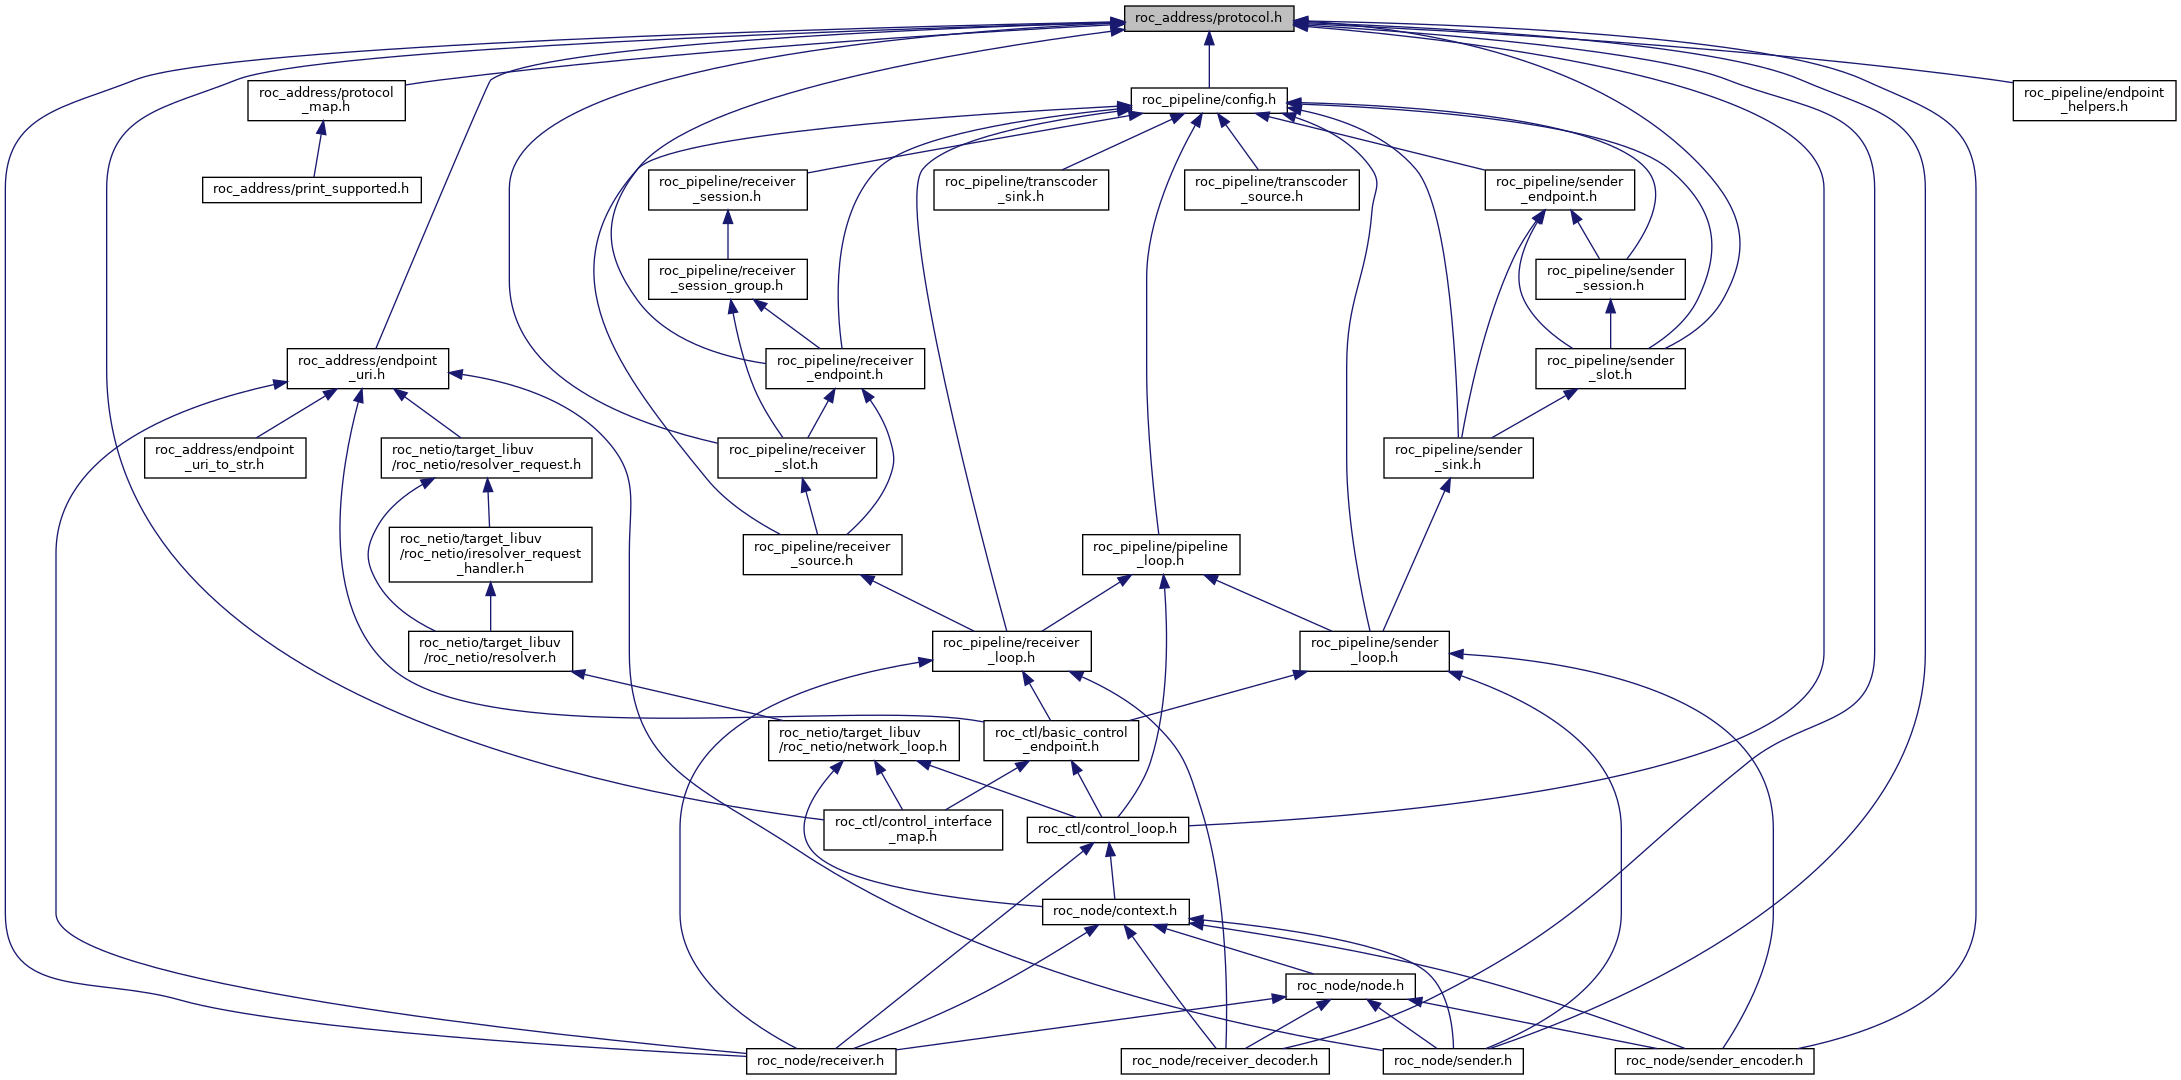 roc_address/protocol.h
roc_address/protocol
_map.h
roc_pipeline/config.h
roc_pipeline/endpoint
_helpers.h
roc_address/print_supported.h
roc_pipeline/receiver
_session.h
roc_pipeline/transcoder
_sink.h
roc_pipeline/transcoder
_source.h
roc_pipeline/sender
_endpoint.h
roc_pipeline/receiver
_session_group.h
roc_pipeline/sender
_session.h
roc_address/endpoint
_uri.h
roc_pipeline/receiver
_endpoint.h
roc_pipeline/sender
_slot.h
roc_address/endpoint
_uri_to_str.h
roc_netio/target_libuv
/roc_netio/resolver_request.h
roc_pipeline/receiver
_slot.h
roc_pipeline/sender
_sink.h
roc_netio/target_libuv
/roc_netio/iresolver_request
_handler.h
roc_pipeline/receiver
_source.h
roc_pipeline/pipeline
_loop.h
roc_netio/target_libuv
/roc_netio/resolver.h
roc_pipeline/receiver
_loop.h
roc_pipeline/sender
_loop.h
roc_netio/target_libuv
/roc_netio/network_loop.h
roc_ctl/basic_control
_endpoint.h
roc_ctl/control_interface
_map.h
roc_ctl/control_loop.h
roc_node/context.h
roc_node/node.h
roc_node/receiver.h
roc_node/receiver_decoder.h
roc_node/sender.h
roc_node/sender_encoder.h